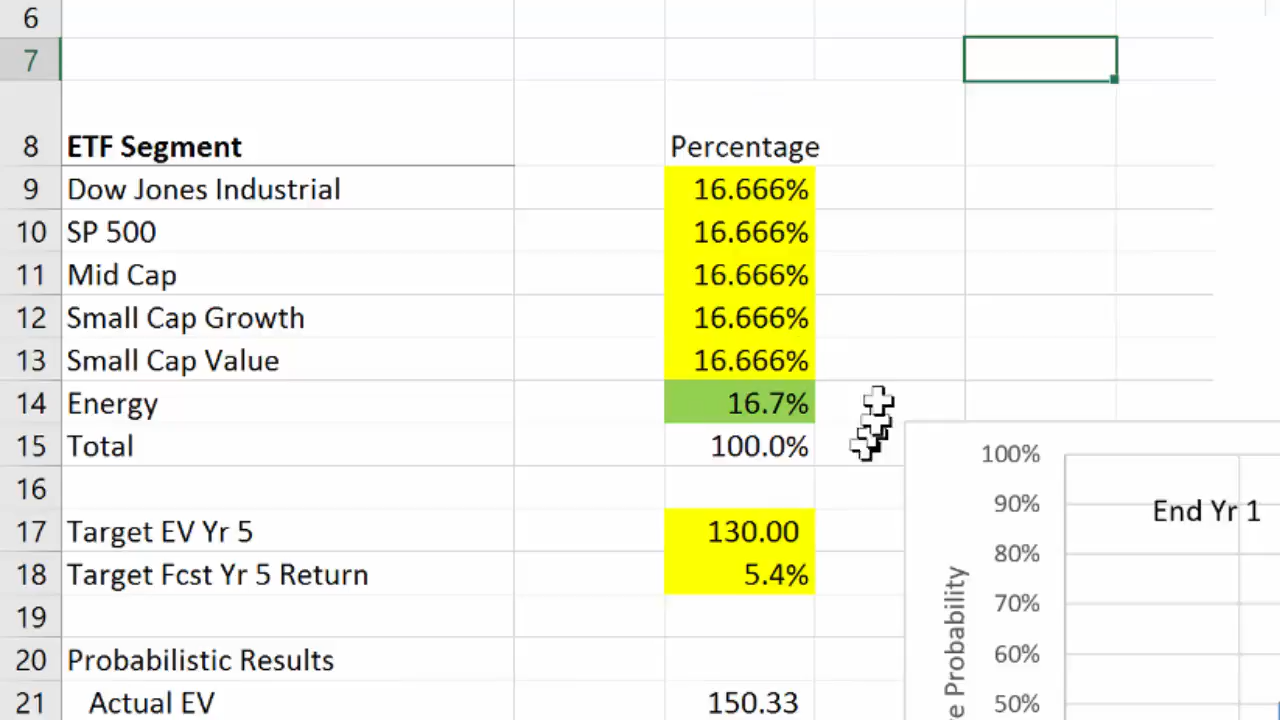 6
7
8 ETF Segment Percentage
9 Dow Jones Industrial 16.666%
10 SP 500 16.666%
11 Mid Cap 16.666%
12 Small Cap Growth 16.666%
13 Small Cap Value 16.666%
14 Energy 16.7%
15 Total 100.0%
16
17 Target EV Yr 5 130.00
18 Target Fcst Yr 5 Return 5.4%
19
20 Probabilistic Results
21 Actual EV 150.33
100%
90%
80%
70%
60%
50%
End Yr 1
Probability